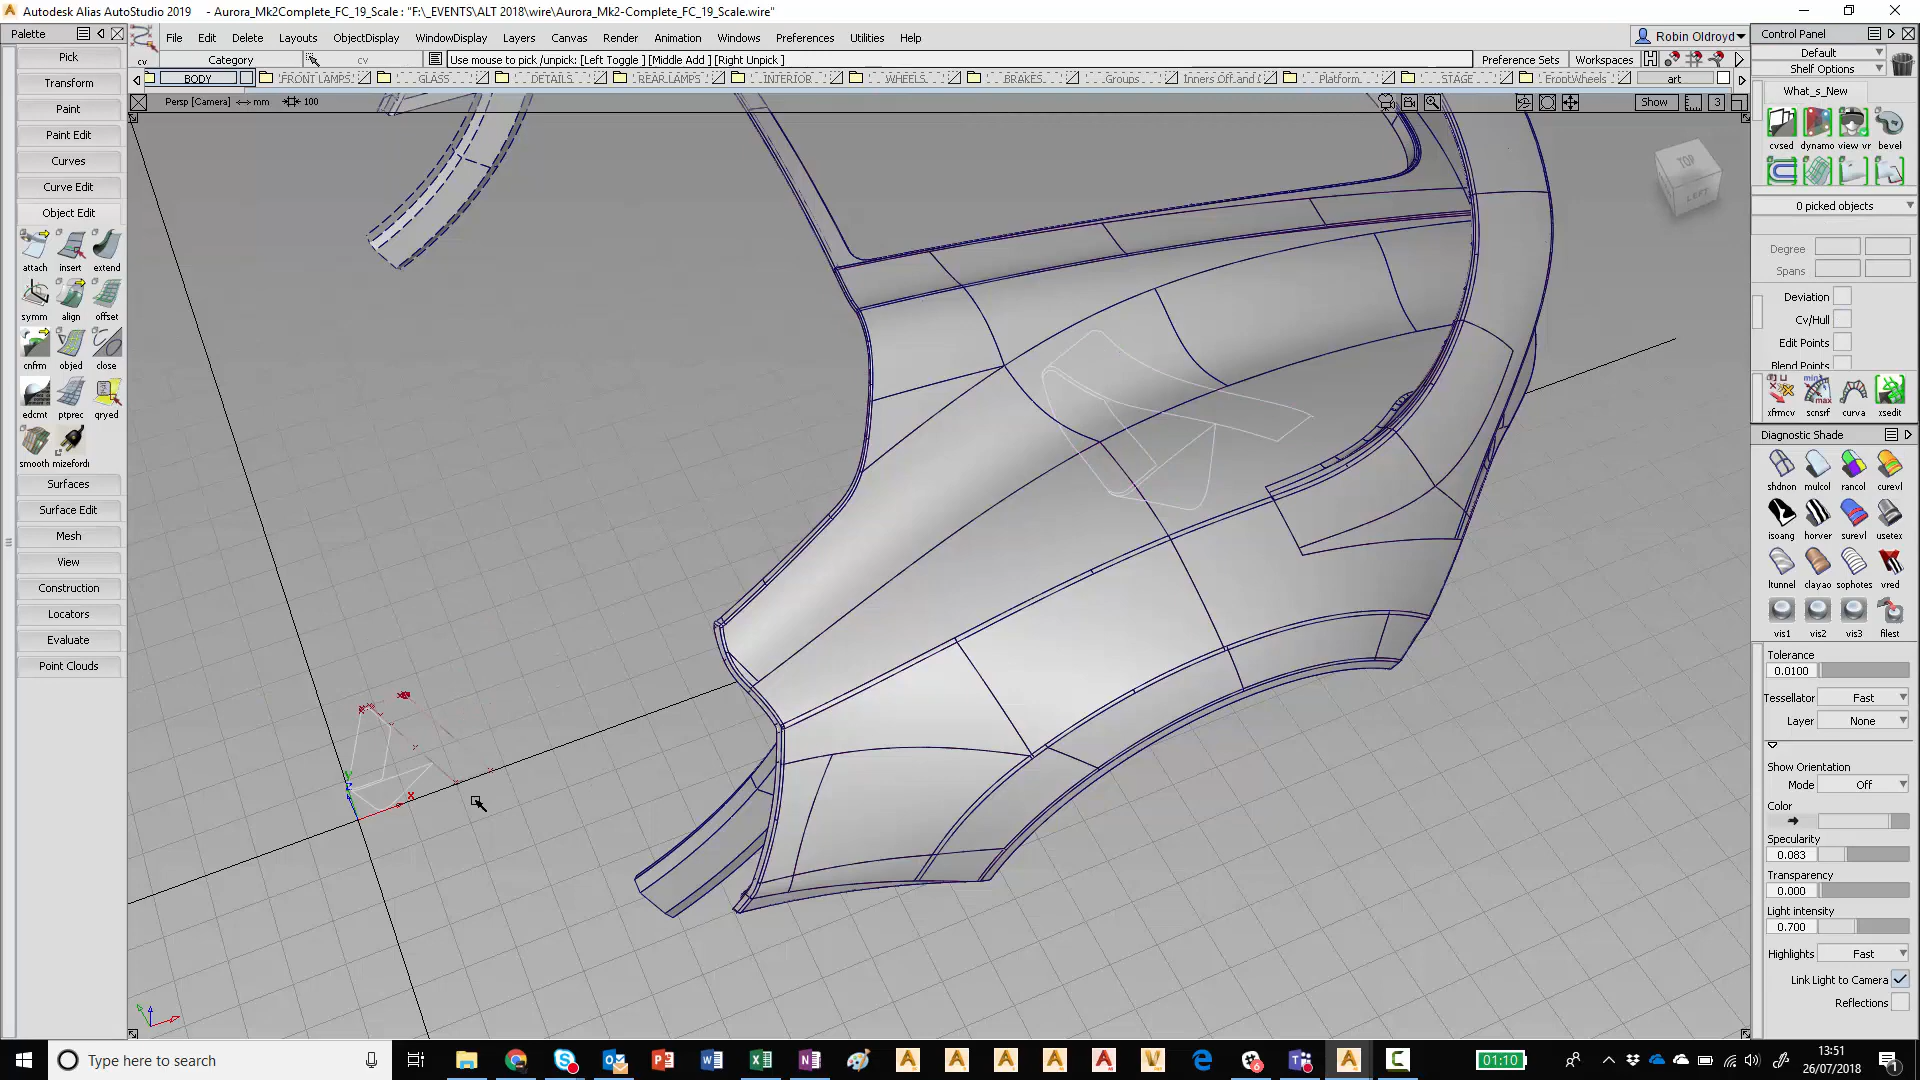 Autodesk Alias AutoStudio 2019 - Aurora_Mk2Complete_FC_19_Scale : "F:\_EVENTS\ALT 2018\wire\Aurora_Mk2-Complete_FC_19_Scale.wire"
Palette
File Edit Delete Layouts ObjectDisplay WindowDisplay Layers Canvas Render Animation Windows Preferences Utilities Help
Robin Oldroyd
Control Panel
cv Category cv Use mouse to pick /unpick: [Left Toggle ] [Middle Add ] [Right Unpick ]
Preference Sets Workspaces
Default
Shelf Options
BODY FRONT LAMPS GLASS DETAILS REAR LAMPS INTERIOR WHEELS BRAKES Groups Inners Off and Platform STAGE FrontWheels art
Persp [Camera] mm 100
Show 3
Pick
Transform
Paint
Paint Edit
Curves
Curve Edit
Object Edit
attach insert extend
symm align offset
cnfrm objed close
edcmt ptprec qryed
smooth mizefordi
Surfaces
Surface Edit
Mesh
View
Construction
Locators
Evaluate
Point Clouds
TOP
LEFT
Y
Z
X
What_s_New
cvsed dynamo view vr bevel
0 picked objects
Degree
Spans
Deviation
Cv/Hull
Edit Points
Blend Points
xfrmcv scnsrf curva xsedit
Diagnostic Shade
shdnon mulcol rancol curevl
isoang horver surevl usetex
ltunnel clayao sophotes vred
vis1 vis2 vis3 filest
Tolerance
0.0100
Tessellator Fast
Layer None
Show Orientation
Mode Off
Color
Specularity
0.083
Transparency
0.000
Light intensity
0.700
Highlights Fast
Link Light to Camera
Reflections
Type here to search
01:10
13:51
26/07/2018